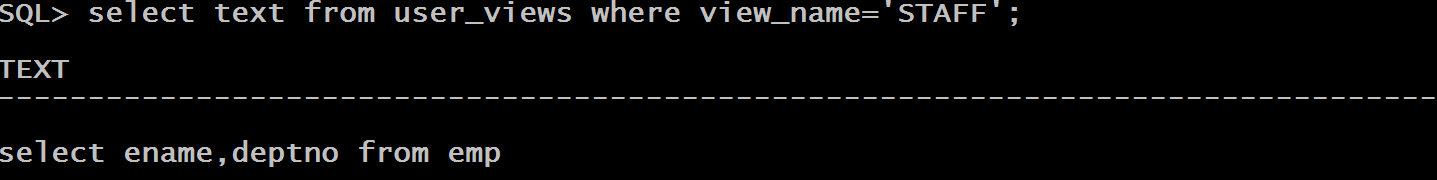 SQL> select text from user_views where view_name='STAFF';
TEXT
--------------------------------------------------------------------------------
select ename,deptno from emp